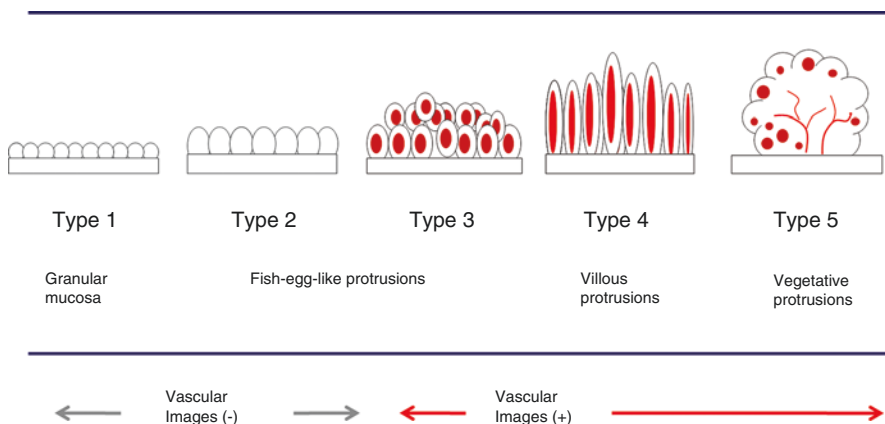 Type 1
Type 2
Type 3
Type 4
Type 5
Granular
mucosa
Fish-egg-like protrusions
Villous
protrusions
Vegetative
protrusions
Vascular
Images (-)
Vascular
Images (+)